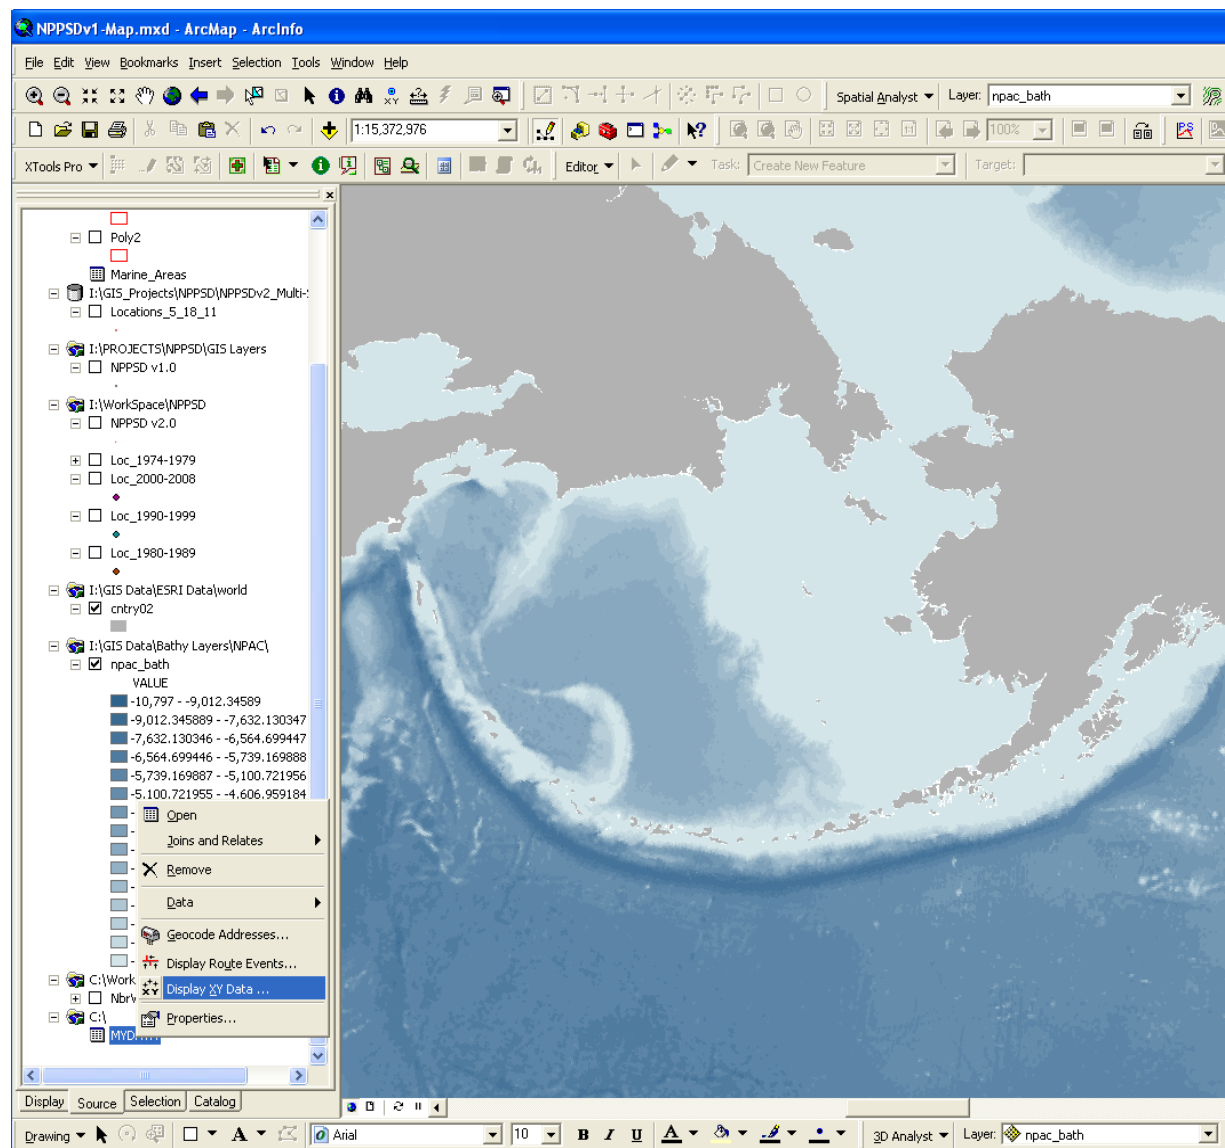 NPPSDv1-Map.mxd - ArcMap - ArcInfo
File Edit View Bookmarks Insert Selection Tools Window Help
Spatial Analyst Layer: npac_bath
1:15,372,976 100%
XTools Pro Editor Task: Create New Feature Target:
Poly2
Marine_Areas
I:\GIS_Projects\NPPSD\NPPSDv2_Multi-
Locations_5_18_11
I:\PROJECTS\NPPSD\GIS Layers
NPPSD v1.0
I:\WorkSpace\NPPSD
NPPSD v2.0
Loc_1974-1979
Loc_2000-2008
Loc_1990-1999
Loc_1980-1989
I:\GIS Data\ESRI Data\world
cntry02
I:\GIS Data\Bathy Layers\NPAC\
npac_bath
VALUE
-10,797 - -9,012.34589
-9,012.345889 - -7,632.130347
-7,632.130346 - -6,564.699447
-6,564.699446 - -5,739.169888
-5,739.169887 - -5,100.721956
-5,100.721955 - -4,606.959184
Open
Joins and Relates
Remove
Data
Geocode Addresses...
Display Route Events...
Display XY Data ...
Properties...
C:\Work
C:\
Display Source Selection Catalog
Drawing Arial 10 B I U A 3D Analyst Layer: npac_bath